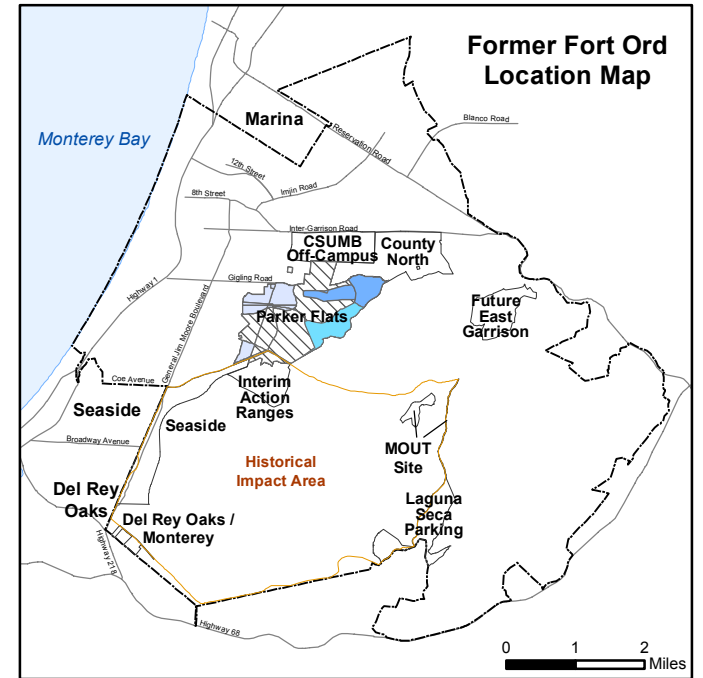 Former Fort Ord
Location Map
Monterey Bay
Marina
Blanco Road
Reservation Road
12th Street
Imjin Road
8th Street
Inter-Garrison Road
CSUMB
Off-Campus
County
North
Gigling Road
Highway 1
General Jim Moore Boulevard
Parker Flats
Future
East
Garrison
Coe Avenue
Interim
Action
Ranges
Seaside
Seaside
Broadway Avenue
MOUT
Site
Historical
Impact Area
Del Rey
Oaks
Laguna
Seca
Parking
Del Rey Oaks /
Monterey
Highway 218
Highway 68
0 1 2
Miles